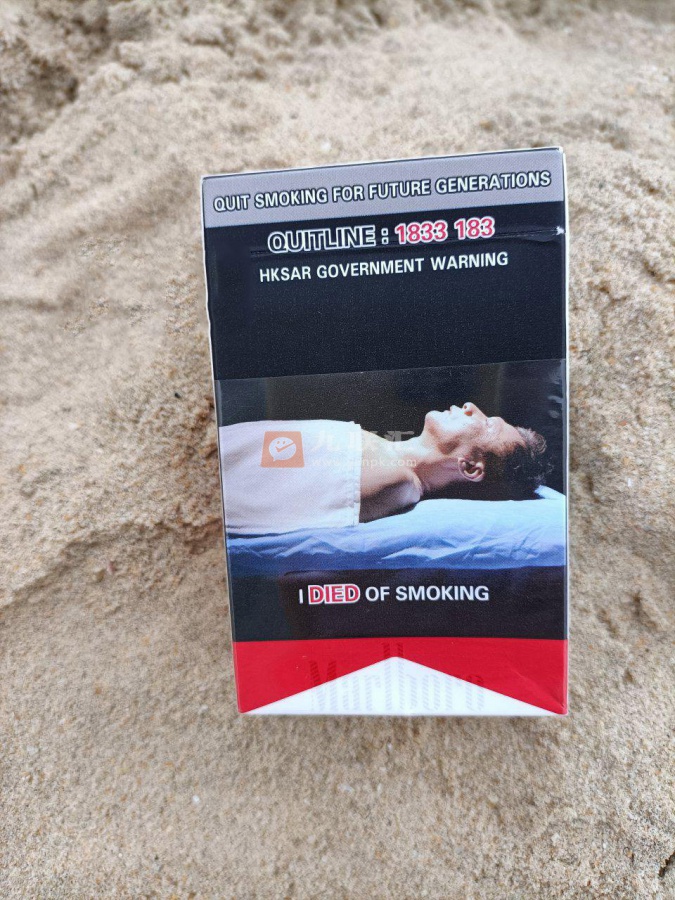 QUIT SMOKING FOR FUTURE GENERATIONS
QUITLINE : 1833 183
HKSAR GOVERNMENT WARNING
I DIED OF SMOKING
Marlboro